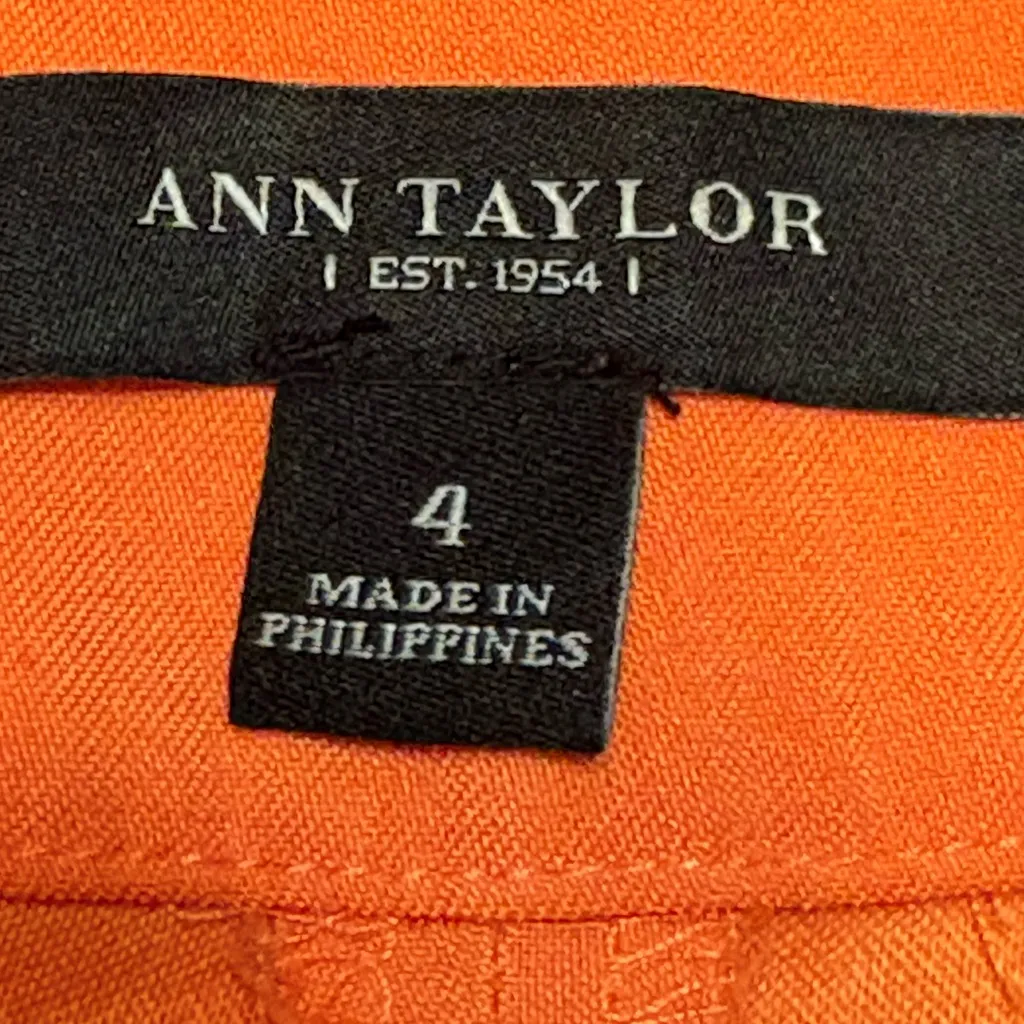 ANN TAYLOR
| EST. 1954 |
4
MADE IN
PHILIPPINES